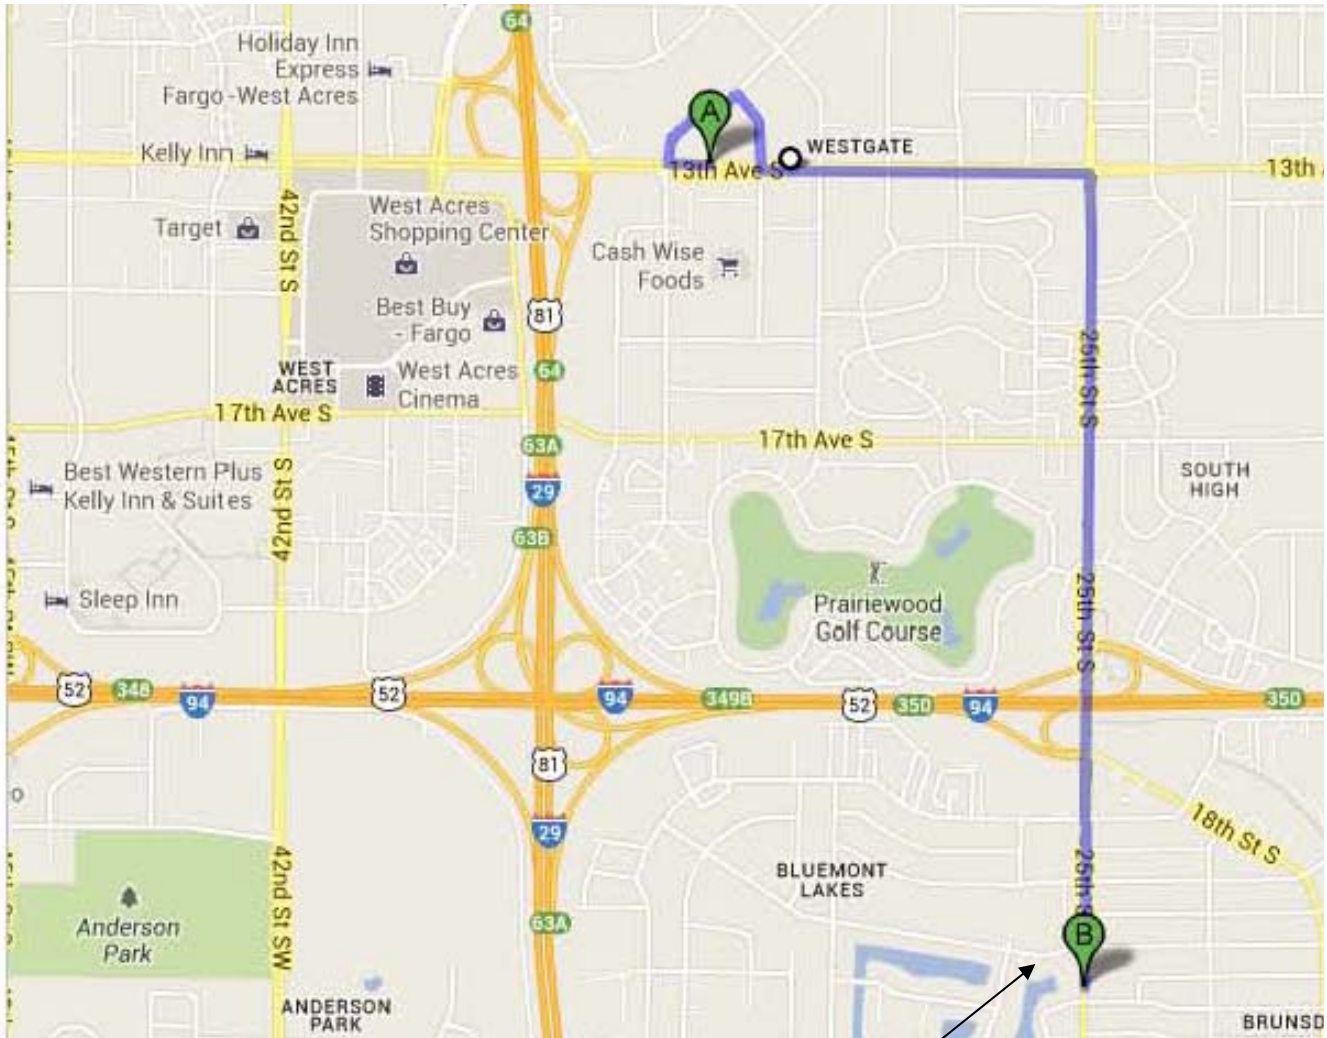 64
Holiday Inn
Express
Fargo - West Acres
A
Kelly Inn
WESTGATE
13th Ave S
13th
42nd St S
West Acres
Shopping Center
Target
Cash Wise
Foods
Best Buy
- Fargo
81
25th St S
WEST
ACRES
West Acres
Cinema
64
17th Ave S
17th Ave S
63A
Best Western Plus
Kelly Inn & Suites
42nd St S
29
SOUTH
HIGH
63B
Sleep Inn
Prairiewood
Golf Course
25th St S
52
348
94
52
94
349B
52
350
94
350
81
29
18th St S
BLUEMONT
LAKES
25th S
42nd St SW
Anderson
Park
63A
B
ANDERSON
PARK
BRUNSD